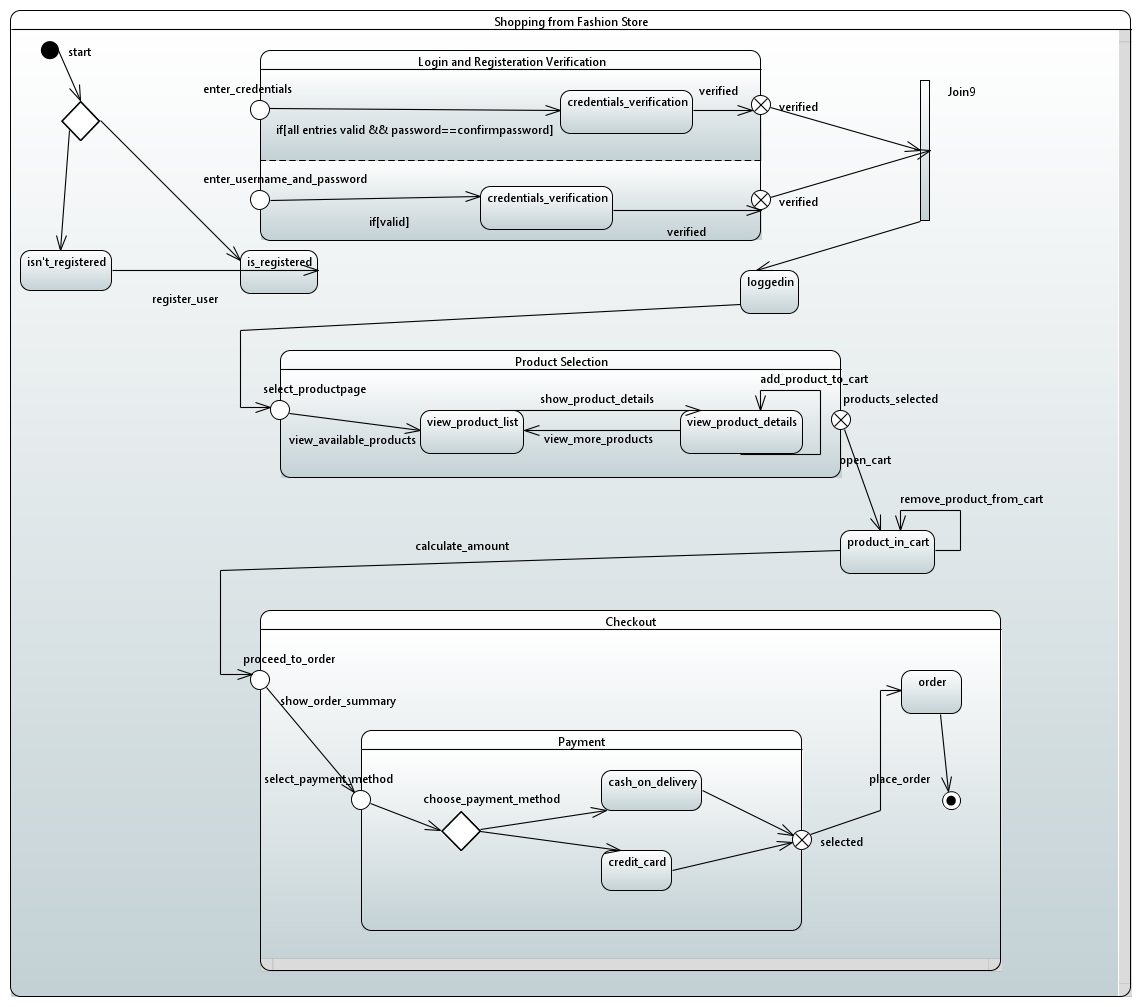 Shopping from Fashion Store
start
Login and Registeration Verification
enter_credentials
credentials_verification
verified
verified
Join9
if[all entries valid && password==confirmpassword]
enter_username_and_password
credentials_verification
verified
if[valid]
verified
isn't_registered
is_registered
register_user
loggedin
Product Selection
select_productpage
add_product_to_cart
show_product_details
products_selected
view_product_list
view_product_details
view_available_products
view_more_products
open_cart
remove_product_from_cart
product_in_cart
calculate_amount
Checkout
proceed_to_order
show_order_summary
order
Payment
select_payment_method
cash_on_delivery
place_order
choose_payment_method
selected
credit_card